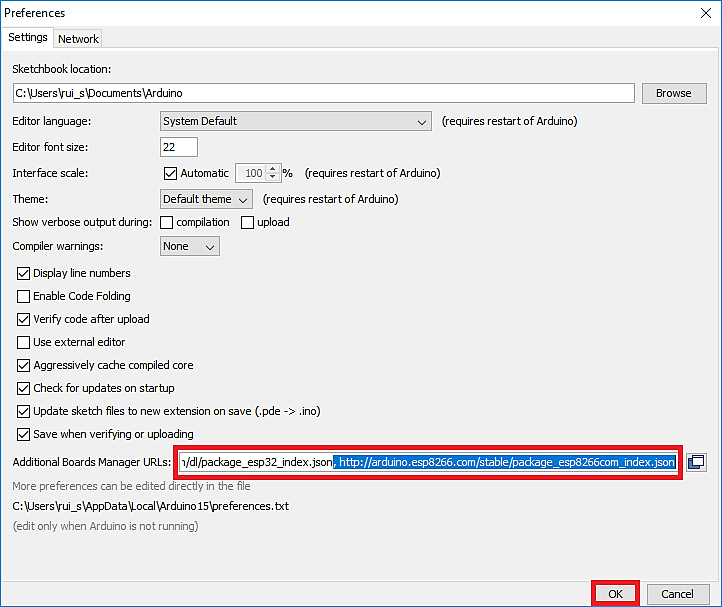 Preferences
Settings Network
Sketchbook location:
C:\Users\rui_s\Documents\Arduino Browse
Editor language: System Default (requires restart of Arduino)
Editor font size: 22
Interface scale: Automatic 100 % (requires restart of Arduino)
Theme: Default theme (requires restart of Arduino)
Show verbose output during: compilation upload
Compiler warnings: None
Display line numbers
Enable Code Folding
Verify code after upload
Use external editor
Aggressively cache compiled core
Check for updates on startup
Update sketch files to new extension on save (.pde -> .ino)
Save when verifying or uploading
Additional Boards Manager URLs: /dl/package_esp32_index.json, http://arduino.esp8266.com/stable/package_esp8266com_index.json
More preferences can be edited directly in the file
C:\Users\rui_s\AppData\Local\Arduino15\preferences.txt
(edit only when Arduino is not running)
OK Cancel